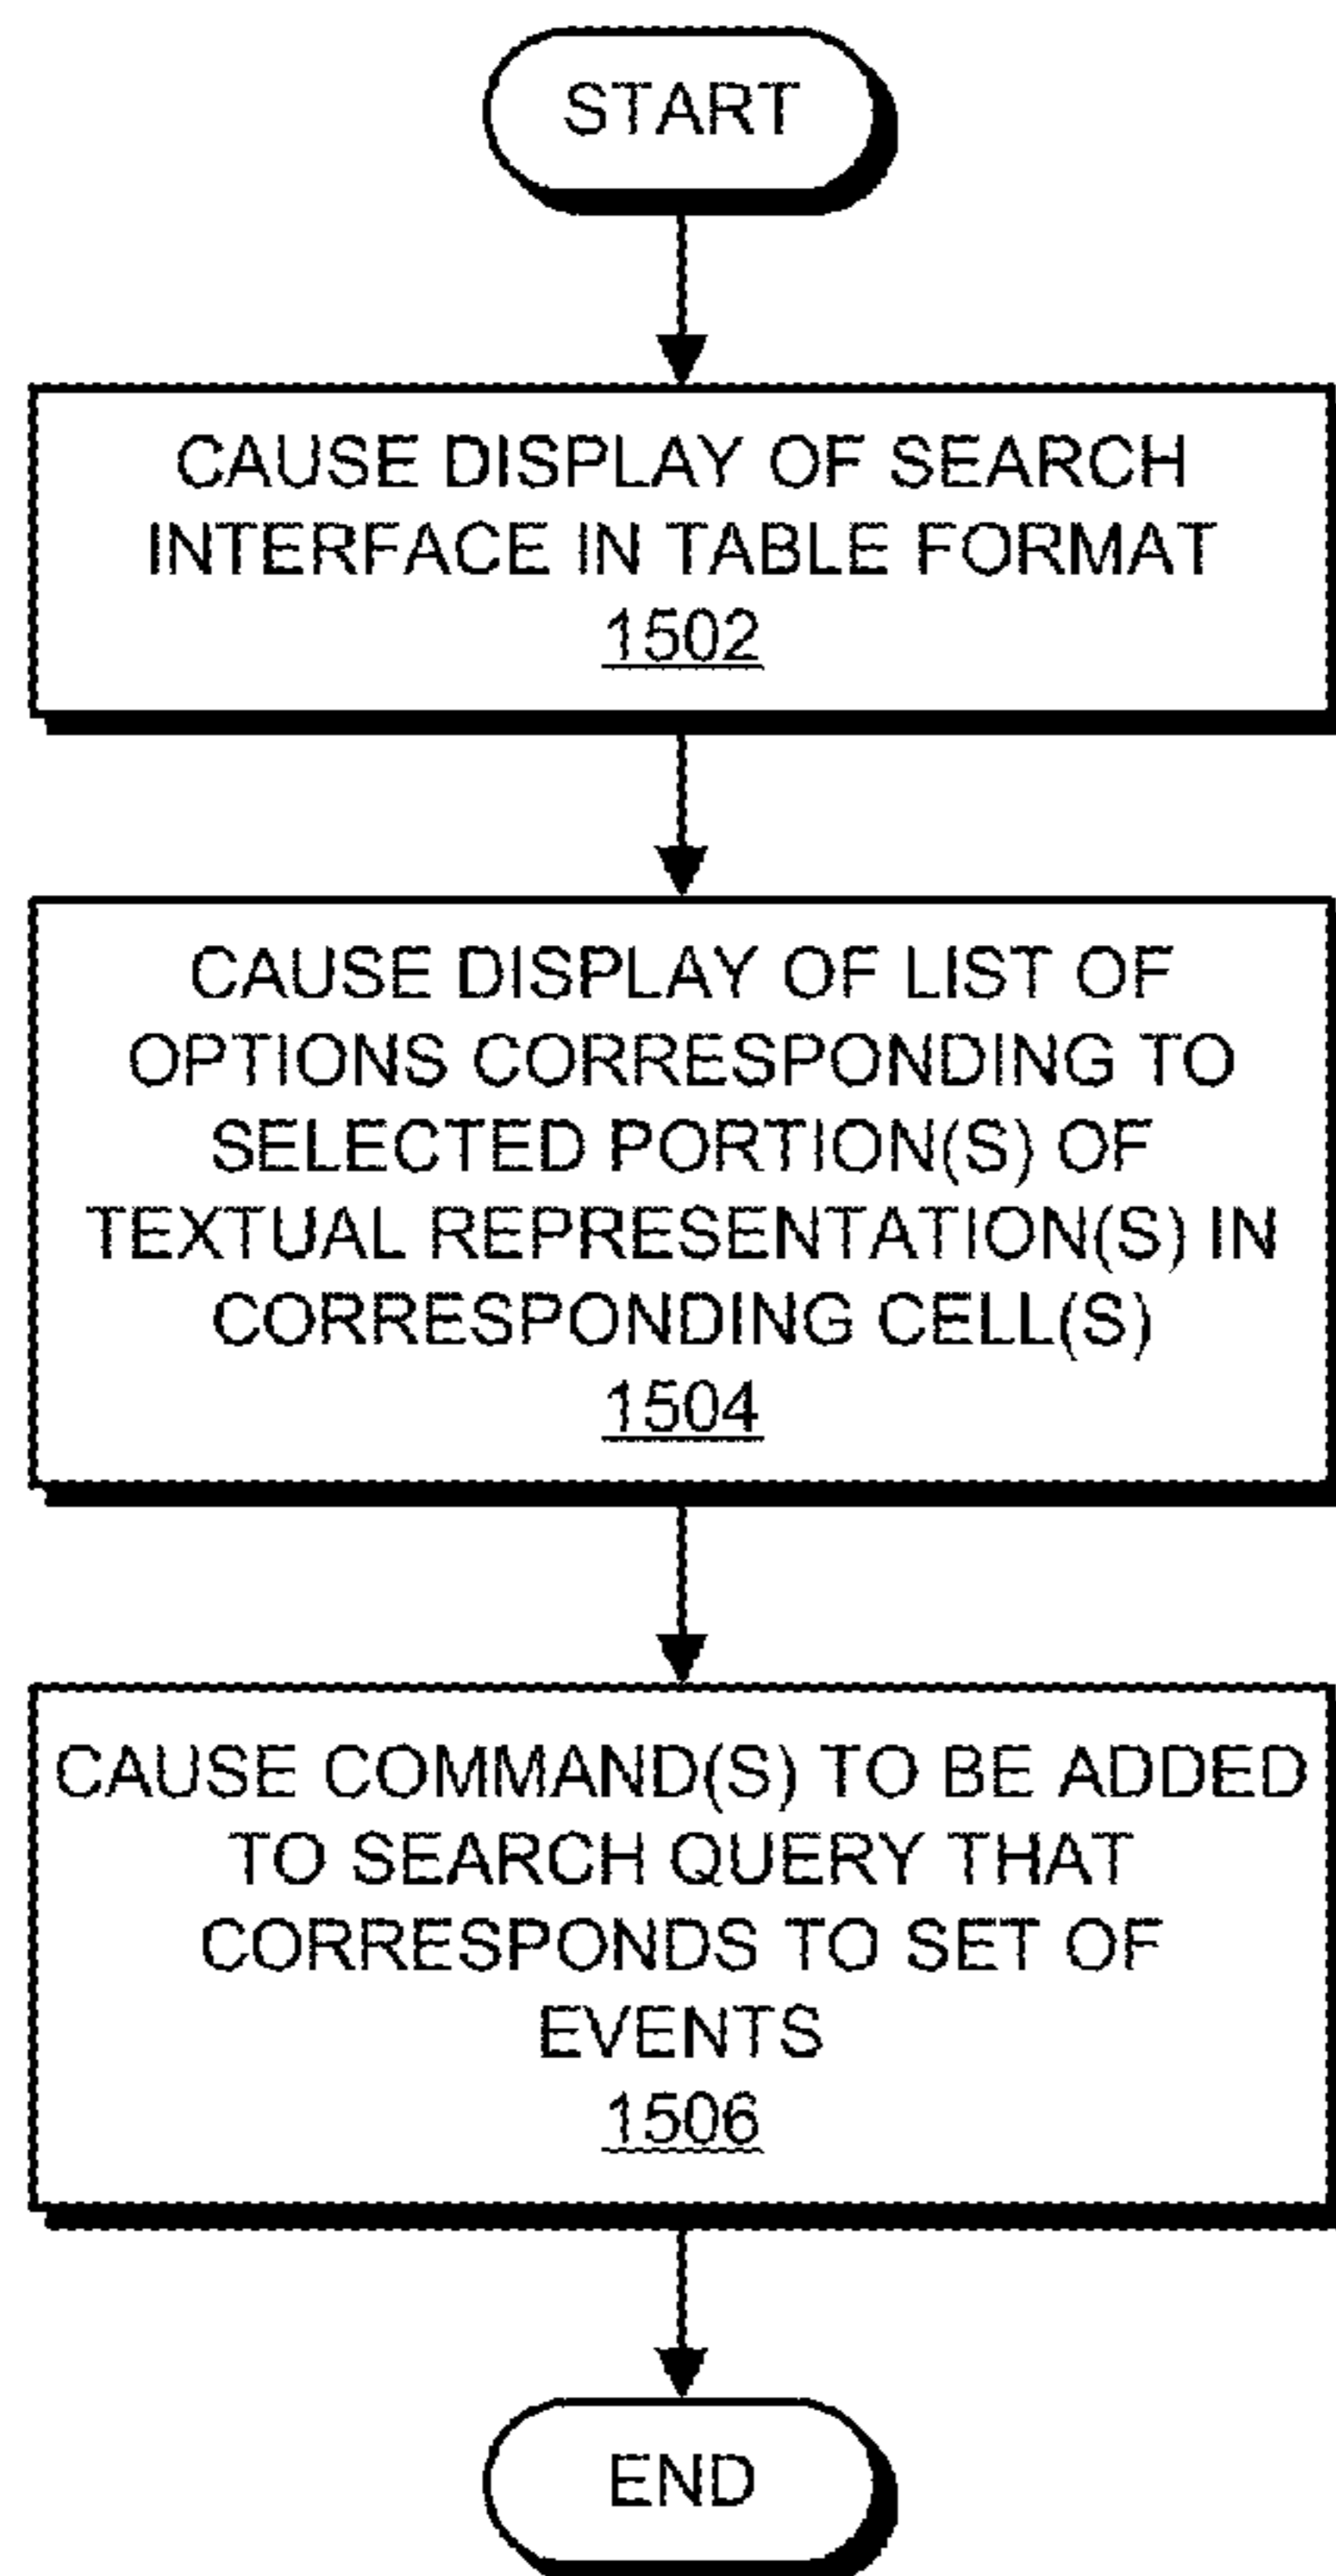 START
CAUSE DISPLAY OF SEARCH
INTERFACE IN TABLE FORMAT
1502
CAUSE DISPLAY OF LIST OF
OPTIONS CORRESPONDING TO
SELECTED PORTION(S) OF
TEXTUAL REPRESENTATION(S) IN
CORRESPONDING CELL(S)
1504
CAUSE COMMAND(S) TO BE ADDED
TO SEARCH QUERY THAT
CORRESPONDS TO SET OF
EVENTS
1506
END